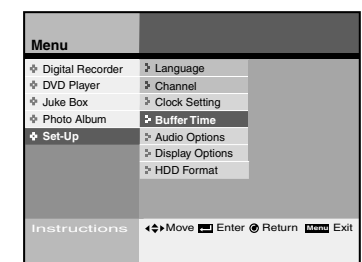 Menu
Digital Recorder
DVD Player
Juke Box
Photo Album
Set-Up
Language
Channel
Clock Setting
Buffer Time
Audio Options
Display Options
HDD Format
Instructions
Move Enter Return Menu Exit